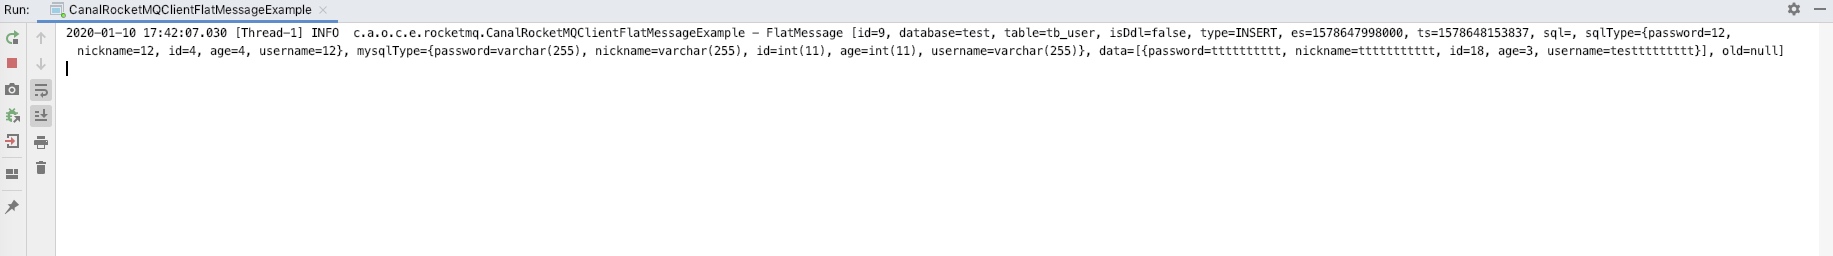 Run: CanalRocketMQClientFlatMessageExample
2020-01-10 17:42:07.030 [Thread-1] INFO  c.a.o.c.e.rocketmq.CanalRocketMQClientFlatMessageExample – FlatMessage [id=9, database=test, table=tb_user, isDdl=false, type=INSERT, es=1578647998000, ts=1578648153837, sql=, sqlType={password=12,
nickname=12, id=4, age=4, username=12}, mysqlType={password=varchar(255), nickname=varchar(255), id=int(11), age=int(11), username=varchar(255)}, data=[{password=tttttttttt, nickname=ttttttttttt, id=18, age=3, username=testttttttttt}], old=null]